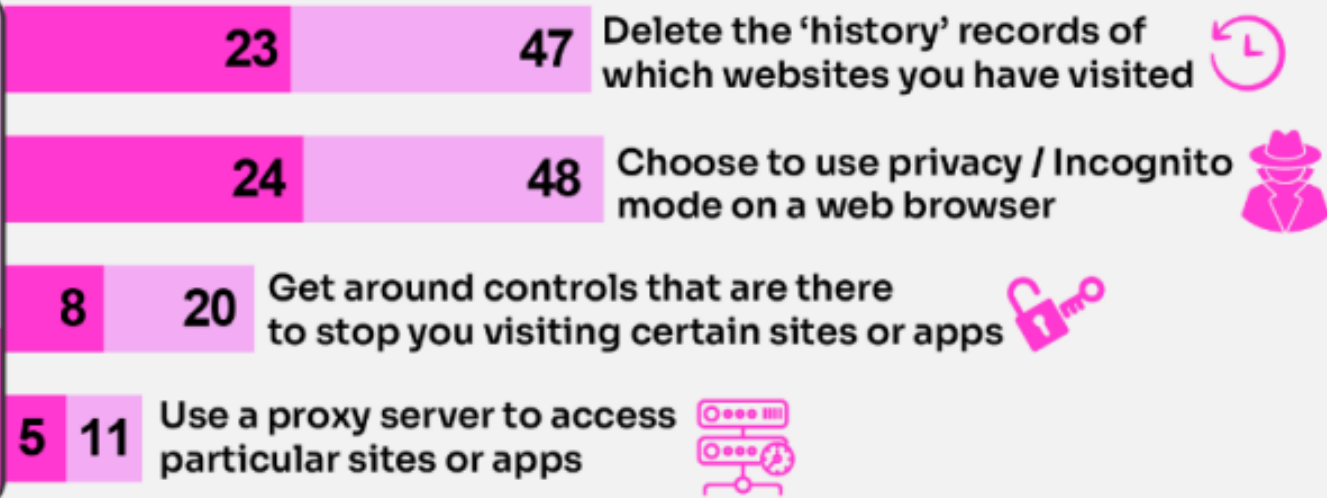 23 47 Delete the ‘history’ records of
which websites you have visited
24 48 Choose to use privacy / Incognito
mode on a web browser
8 20 Get around controls that are there
to stop you visiting certain sites or apps
5 11 Use a proxy server to access
particular sites or apps